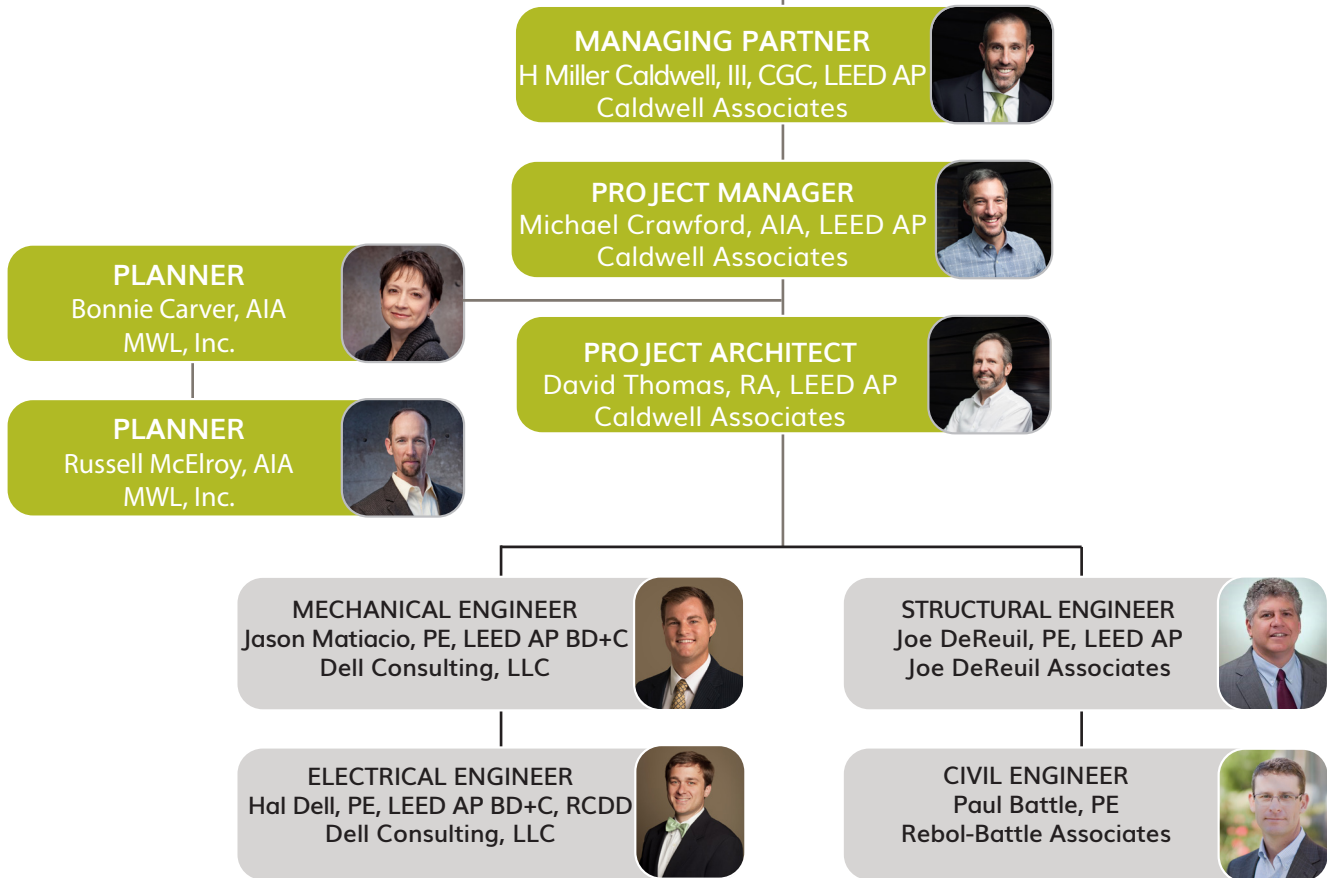 MANAGING PARTNER
H Miller Caldwell, III, CGC, LEED AP
Caldwell Associates
PROJECT MANAGER
Michael Crawford, AIA, LEED AP
Caldwell Associates
PLANNER
Bonnie Carver, AIA
MWL, Inc.
PROJECT ARCHITECT
David Thomas, RA, LEED AP
Caldwell Associates
PLANNER
Russell McElroy, AIA
MWL, Inc.
MECHANICAL ENGINEER
Jason Matiacio, PE, LEED AP BD+C
Dell Consulting, LLC
STRUCTURAL ENGINEER
Joe DeReuil, PE, LEED AP
Joe DeReuil Associates
ELECTRICAL ENGINEER
Hal Dell, PE, LEED AP BD+C, RCDD
Dell Consulting, LLC
CIVIL ENGINEER
Paul Battle, PE
Rebol-Battle Associates